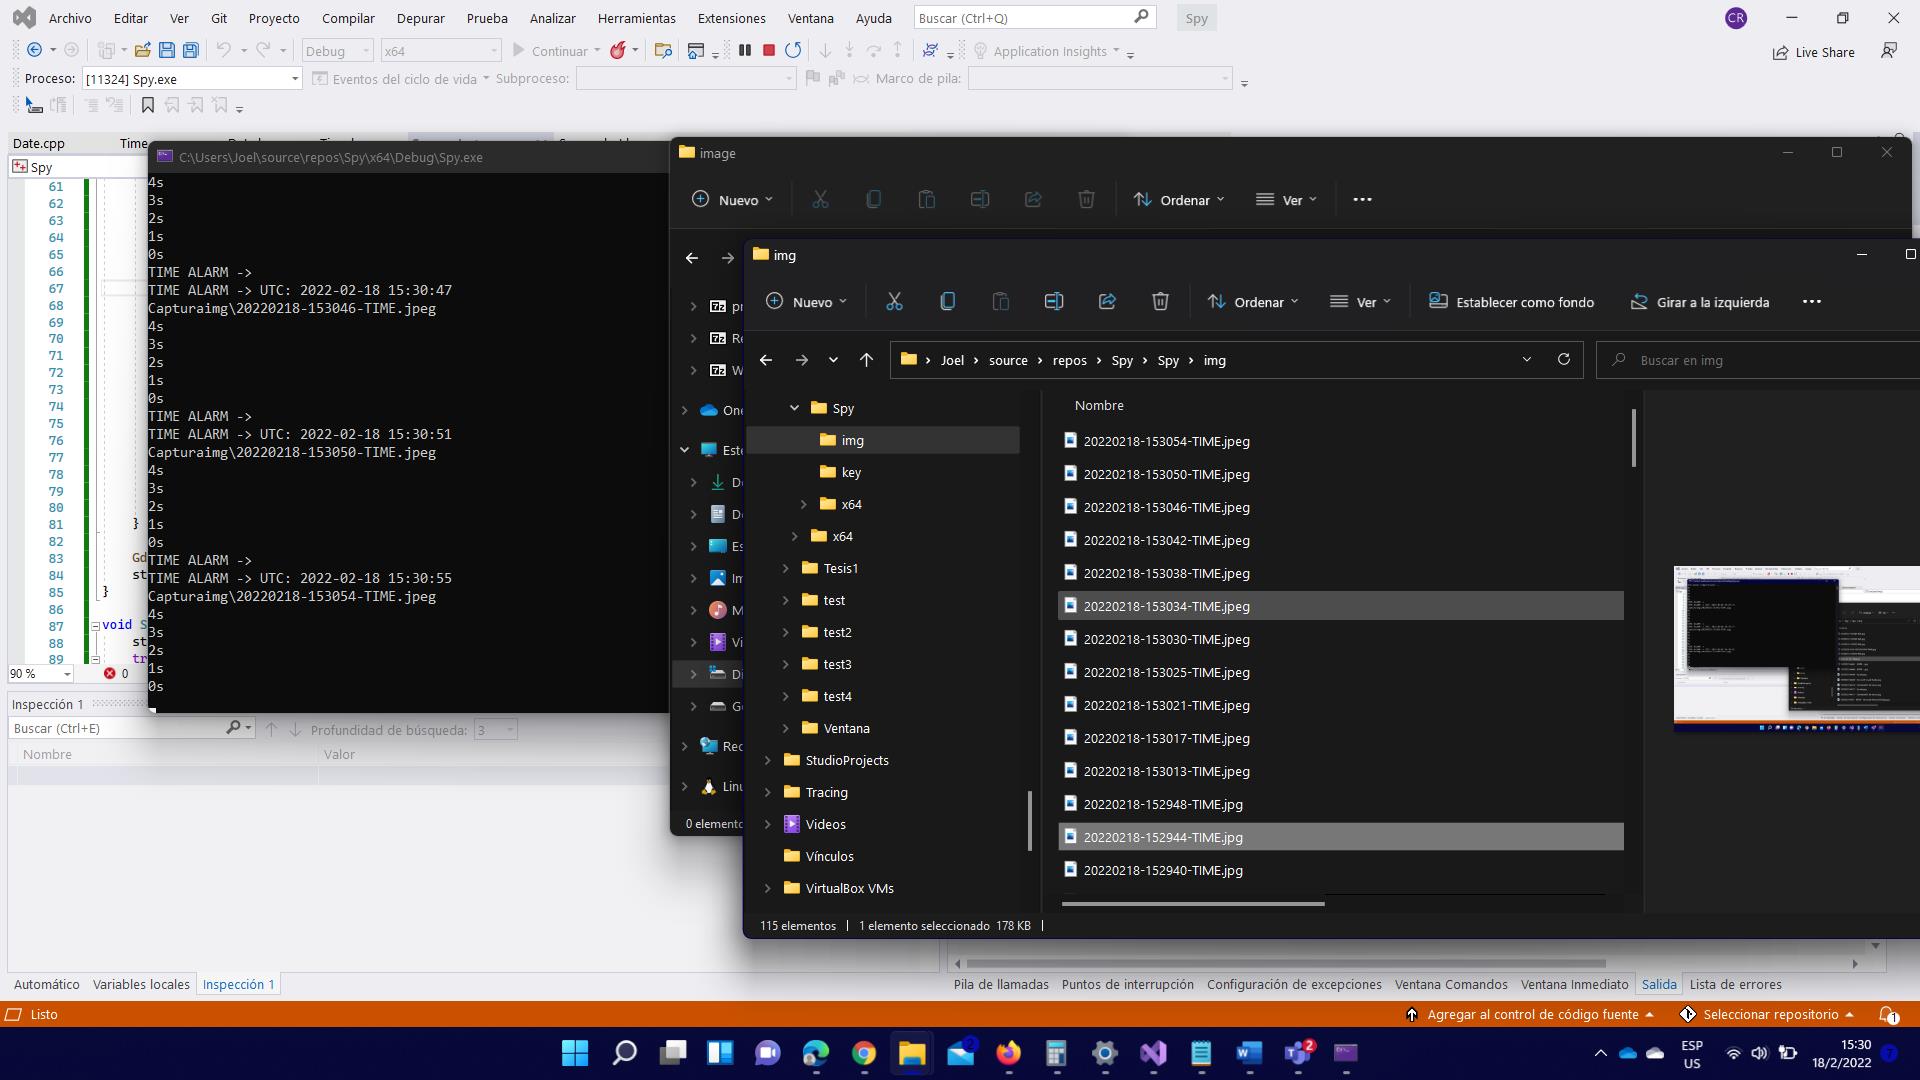 Archivo Editar Ver Git Proyecto Compilar Depurar Prueba Analizar Herramientas Extensiones Ventana Ayuda Buscar (Ctrl+Q) Spy CR
Debug x64 Continuar Application Insights Live Share
Proceso: [11324] Spy.exe Eventos del ciclo de vida Subproceso: Marco de pila:
Date.cpp Time
Spy
61
62
63
64
65
66
67
68
69
70
71
72
73
74
75
76
77
78
79
80
81 }
82
83 Gd
84 st
85 }
86
87 void S
88 st
89 tr
90 % 0
C:\Users\Joel\source\repos\Spy\x64\Debug\Spy.exe
4s
3s
2s
1s
0s
TIME ALARM ->
TIME ALARM -> UTC: 2022-02-18 15:30:47
Capturaimg\20220218-153046-TIME.jpeg
4s
3s
2s
1s
0s
TIME ALARM ->
TIME ALARM -> UTC: 2022-02-18 15:30:51
Capturaimg\20220218-153050-TIME.jpeg
4s
3s
2s
1s
0s
TIME ALARM ->
TIME ALARM -> UTC: 2022-02-18 15:30:55
Capturaimg\20220218-153054-TIME.jpeg
4s
3s
2s
1s
0s
Inspección 1
Buscar (Ctrl+E) Profundidad de búsqueda: 3
Nombre Valor
image
Nuevo Ordenar Ver
pr
Re
W
One
Este
De
Do
Es
Im
M
Vi
Di
G
Rec
Linu
0 elemento
img
Nuevo Ordenar Ver Establecer como fondo Girar a la izquierda
Joel source repos Spy Spy img Buscar en img
Spy
img
key
x64
x64
Tesis1
test
test2
test3
test4
Ventana
StudioProjects
Tracing
Videos
Vínculos
VirtualBox VMs
Nombre
20220218-153054-TIME.jpeg
20220218-153050-TIME.jpeg
20220218-153046-TIME.jpeg
20220218-153042-TIME.jpeg
20220218-153038-TIME.jpeg
20220218-153034-TIME.jpeg
20220218-153030-TIME.jpeg
20220218-153025-TIME.jpeg
20220218-153021-TIME.jpeg
20220218-153017-TIME.jpeg
20220218-153013-TIME.jpeg
20220218-152948-TIME.jpg
20220218-152944-TIME.jpg
20220218-152940-TIME.jpg
115 elementos 1 elemento seleccionado 178 KB
Automático Variables locales Inspección 1 Pila de llamadas Puntos de interrupción Configuración de excepciones Ventana Comandos Ventana Inmediato Salida Lista de errores
Listo Agregar al control de código fuente Seleccionar repositorio 1
2 2 ESP 15:30
US 18/2/2022 7